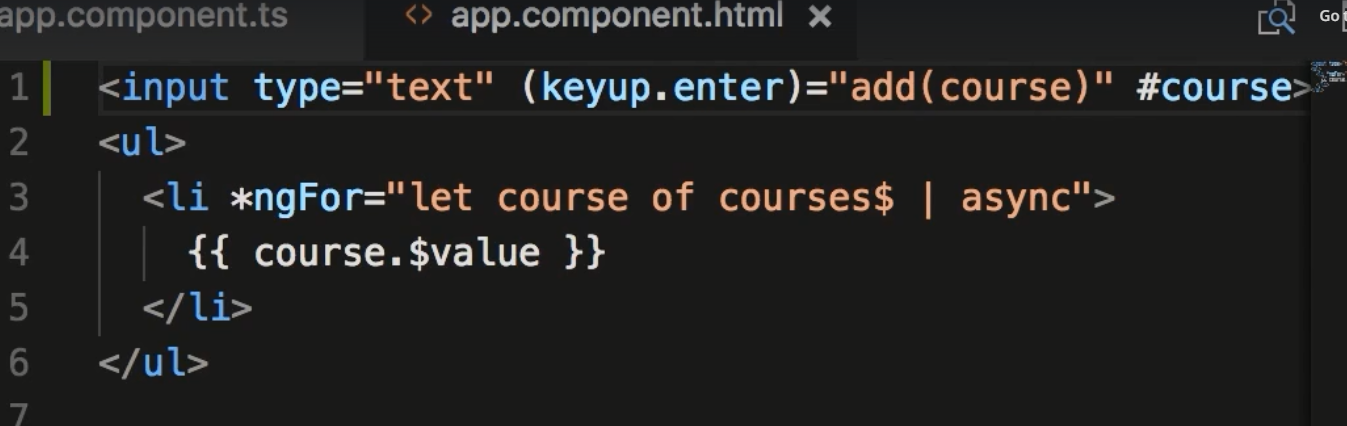 app.component.ts
<> app.component.html ×
Go
1 <input type="text" (keyup.enter)="add(course)" #course>
2 <ul>
3 <li *ngFor="let course of courses$ | async">
4 {{ course.$value }}
5 </li>
6 </ul>
7